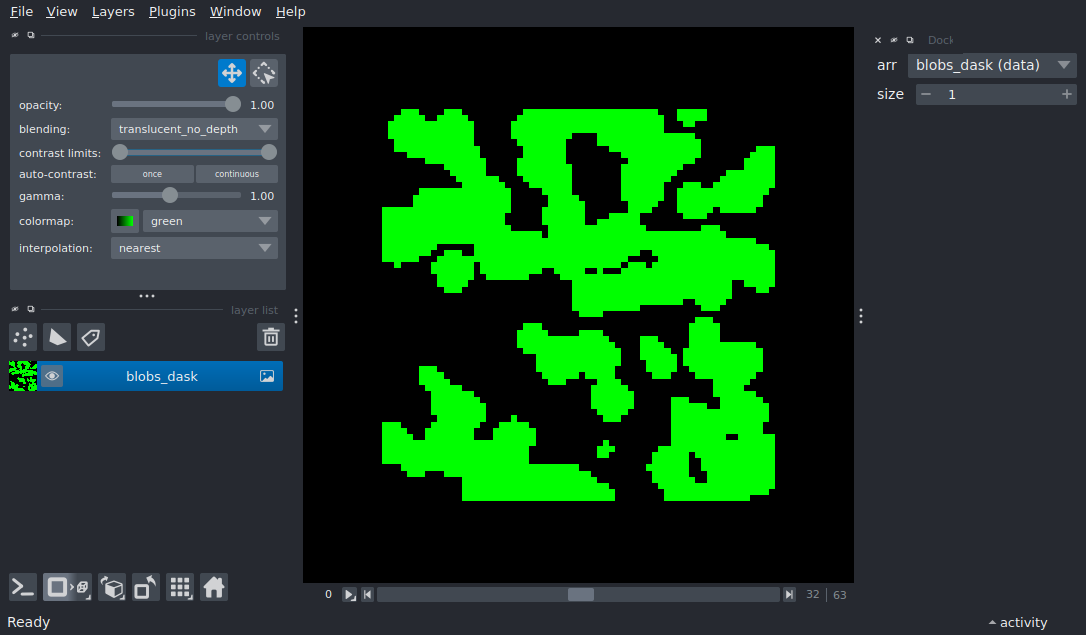 File View Layers Plugins Window Help
layer controls
opacity: 1.00
blending: translucent_no_depth
contrast limits:
auto-contrast: once continuous
gamma: 1.00
colormap: green
interpolation: nearest
layer list
blobs_dask
Dock
arr blobs_dask (data)
size 1
0 32 63
Ready
activity